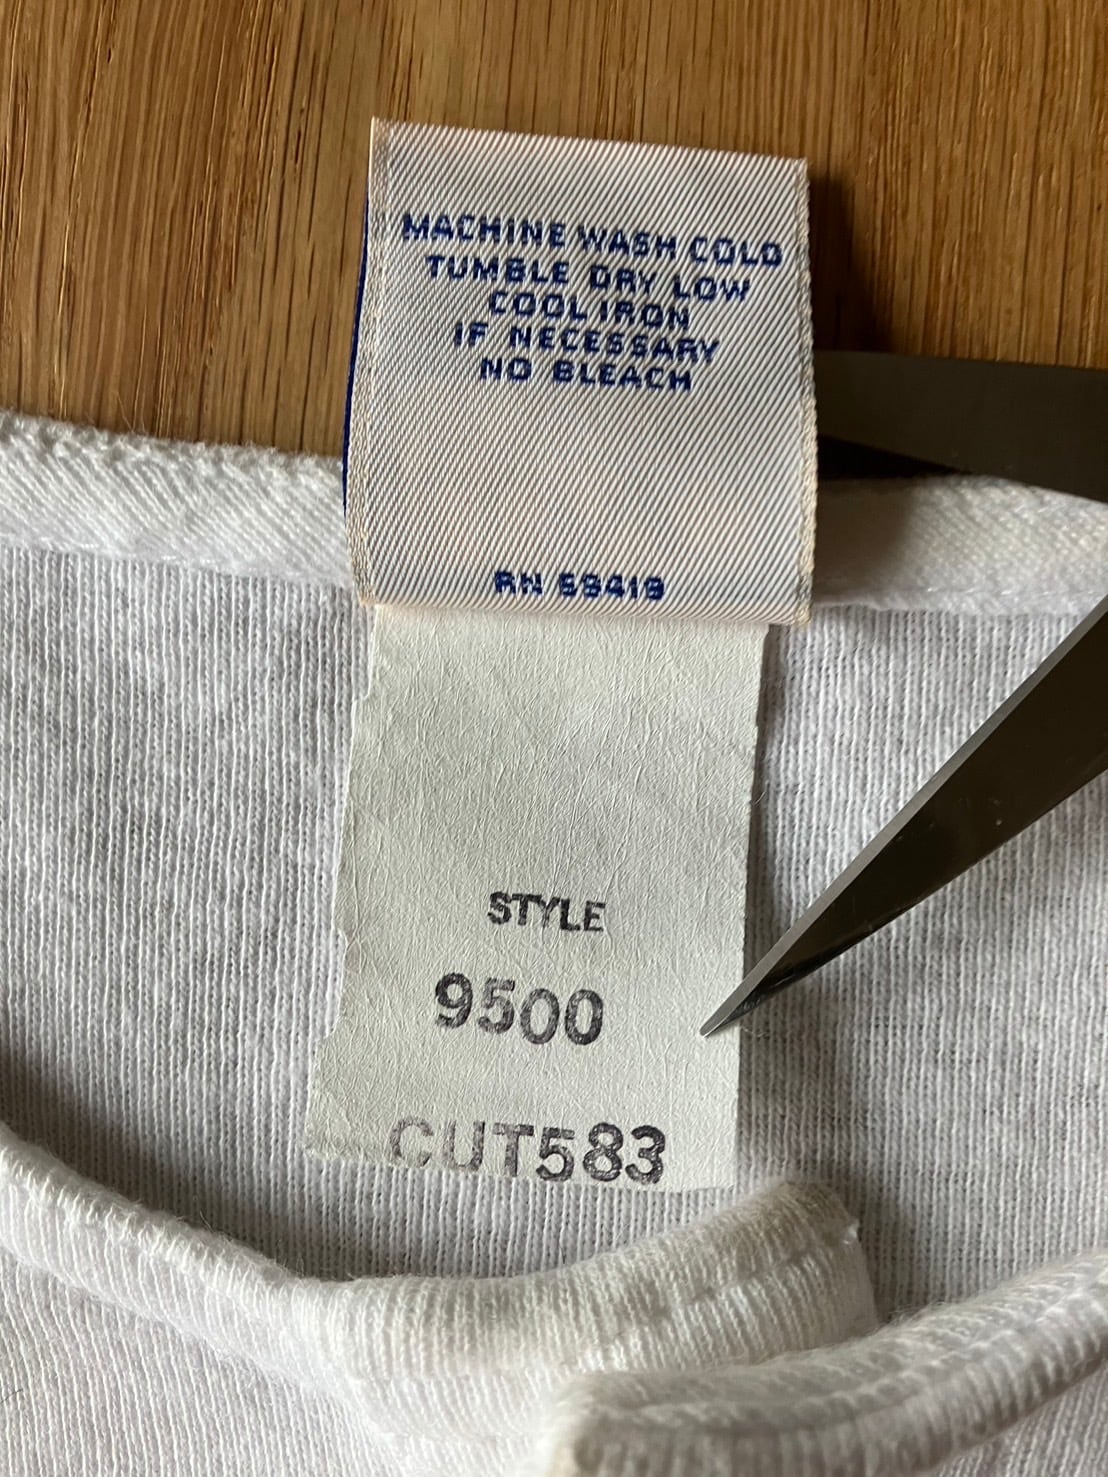 MACHINE WASH COLD
TUMBLE DRY LOW
COOL IRON
IF NECESSARY
NO BLEACH
RN 59419
STYLE
9500
CUT583